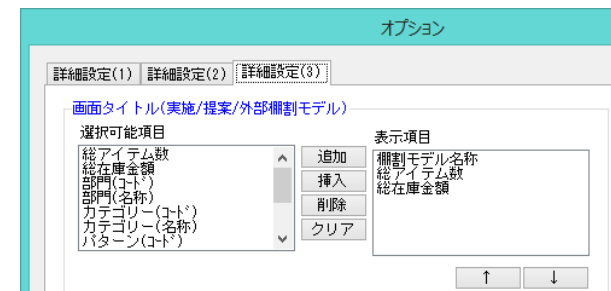 オプション
詳細設定(1) 詳細設定(2) 詳細設定(3)
画面タイトル(実施/提案/外部棚割モデル)
選択可能項目
総アイテム数
総在庫金額
部門(ｺｰﾄﾞ)
部門(名称)
カテゴリー(ｺｰﾄﾞ)
カテゴリー(名称)
パターン(ｺｰﾄﾞ)
追加
挿入
削除
クリア
表示項目
棚割モデル名称
総アイテム数
総在庫金額
↑ ↓